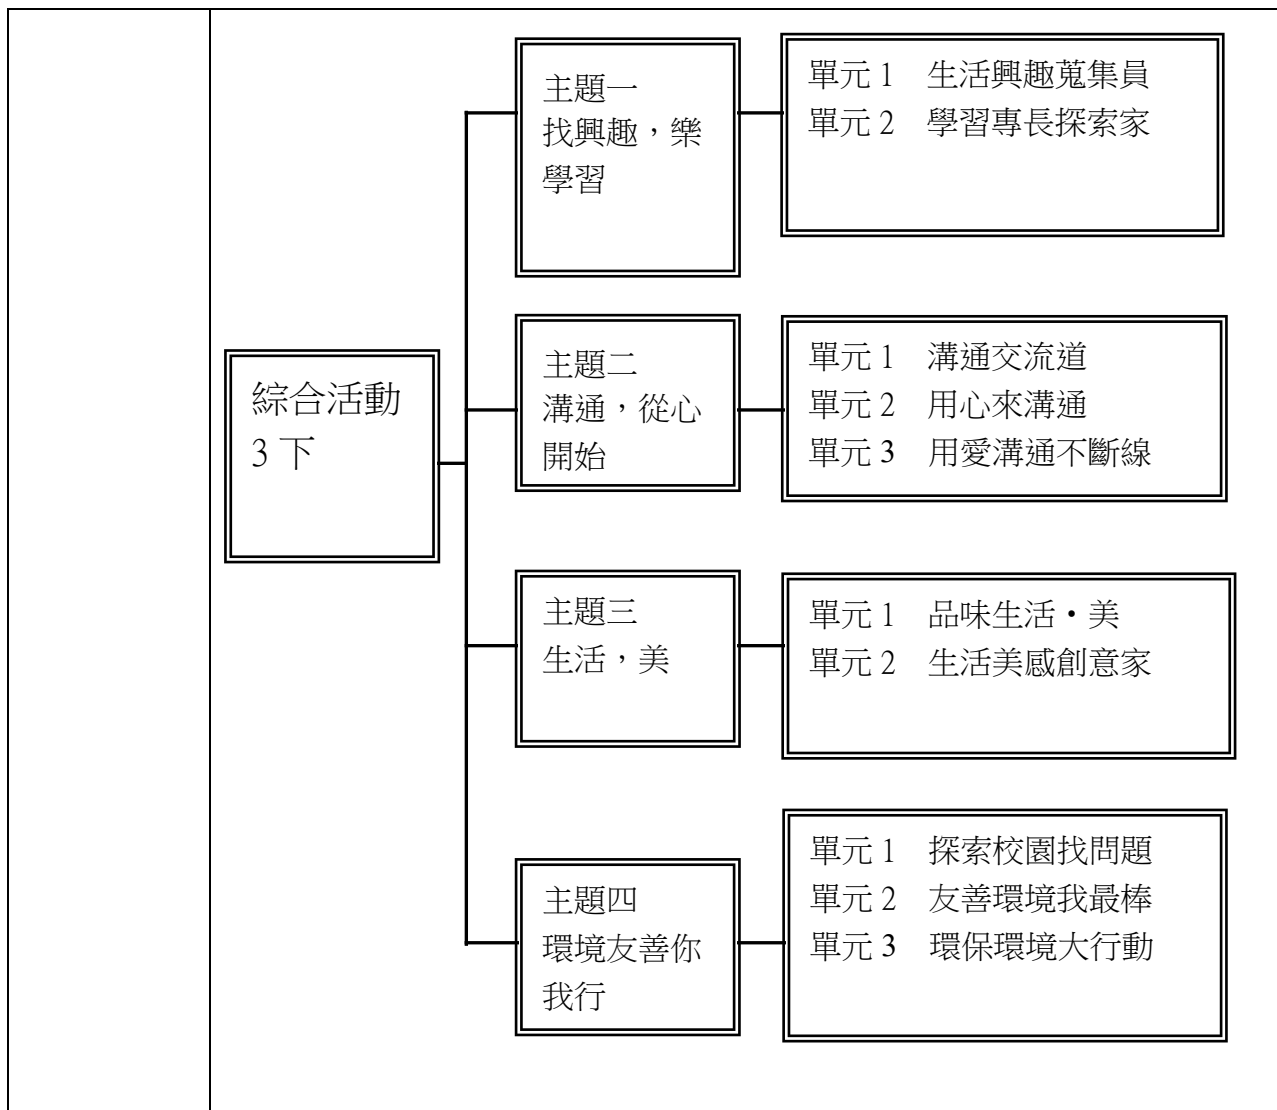 綜合活動
3下
主題一
找興趣，樂
學習
單元1 生活興趣蒐集員
單元2 學習專長探索家
主題二
溝通，從心
開始
單元1 溝通交流道
單元2 用心來溝通
單元3 用愛溝通不斷線
主題三
生活，美
單元1 品味生活・美
單元2 生活美感創意家
主題四
環境友善你
我行
單元1 探索校園找問題
單元2 友善環境我最棒
單元3 環保環境大行動